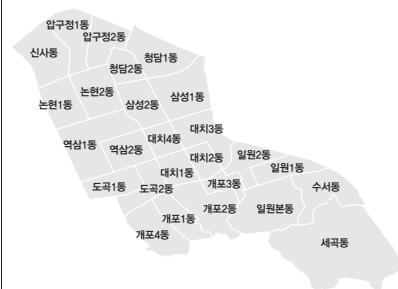 압구정1동
압구정2동
신사동
청담1동
청담2동
논현2동
삼성1동
논현1동
삼성2동
대치3동
대치4동
역삼1동
역삼2동
대치2동
일원2동
일원1동
대치1동
도곡1동
도곡2동
개포3동
수서동
개포2동
일원본동
개포1동
개포4동
세곡동